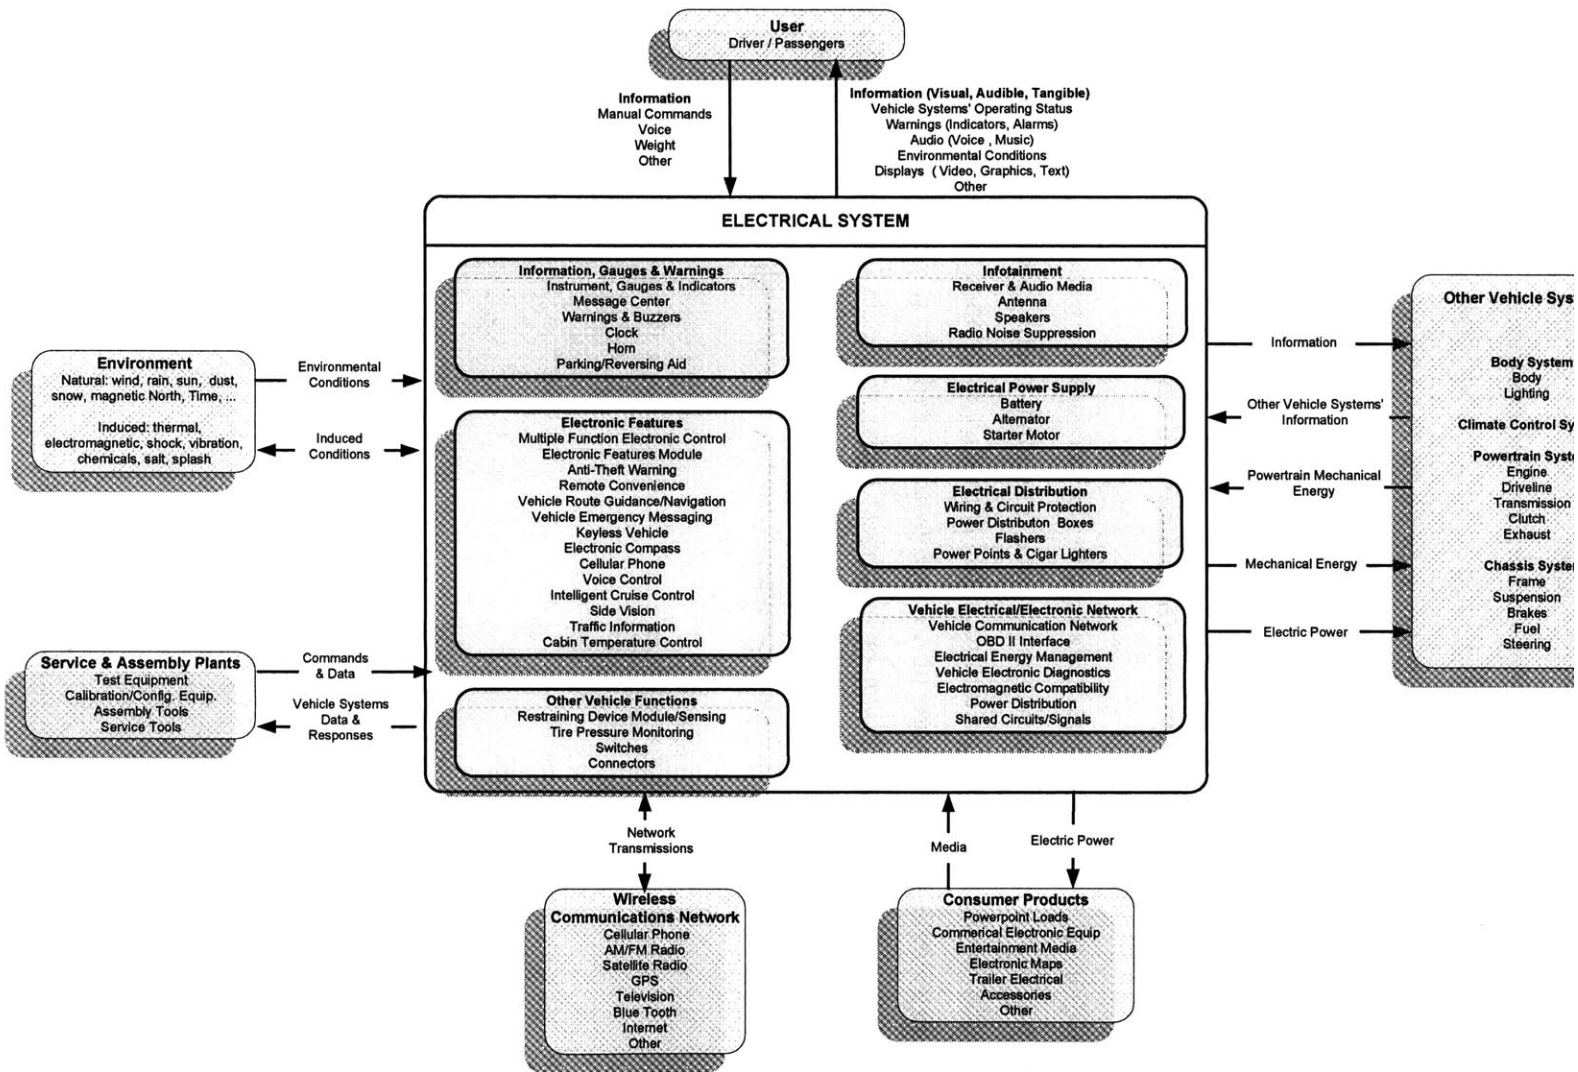 User
Driver / Passengers
Information
Manual Commands
Voice
Weight
Other
Information (Visual, Audible, Tangible)
Vehicle Systems' Operating Status
Warnings (Indicators, Alarms)
Audio (Voice , Music)
Environmental Conditions
Displays ( Video, Graphics, Text)
Other
ELECTRICAL SYSTEM
Information, Gauges & Warnings
Instrument, Gauges & Indicators
Message Center
Warnings & Buzzers
Clock
Horn
Parking/Reversing Aid
Electronic Features
Multiple Function Electronic Control
Electronic Features Module
Anti-Theft Warning
Remote Convenience
Vehicle Route Guidance/Navigation
Vehicle Emergency Messaging
Keyless Vehicle
Electronic Compass
Cellular Phone
Voice Control
Intelligent Cruise Control
Side Vision
Traffic Information
Cabin Temperature Control
Other Vehicle Functions
Restraining Device Module/Sensing
Tire Pressure Monitoring
Switches
Connectors
Infotainment
Receiver & Audio Media
Antenna
Speakers
Radio Noise Suppression
Electrical Power Supply
Battery
Alternator
Starter Motor
Electrical Distribution
Wiring & Circuit Protection
Power Distributon Boxes
Flashers
Power Points & Cigar Lighters
Vehicle Electrical/Electronic Network
Vehicle Communication Network
OBD II Interface
Electrical Energy Management
Vehicle Electronic Diagnostics
Electromagnetic Compatibility
Power Distribution
Shared Circuits/Signals
Environment
Natural: wind, rain, sun, dust,
snow, magnetic North, Time, ...
Induced: thermal,
electromagnetic, shock, vibration,
chemicals, salt, splash
Environmental
Conditions
Induced
Conditions
Service & Assembly Plants
Test Equipment
Calibration/Config. Equip.
Assembly Tools
Service Tools
Commands
& Data
Vehicle Systems
Data &
Responses
Information
Other Vehicle Systems'
Information
Powertrain Mechanical
Energy
Mechanical Energy
Electric Power
Other Vehicle Syst
Body System
Body
Lighting
Climate Control Sy
Powertrain Syste
Engine
Driveline
Transmission
Clutch
Exhaust
Chassis System
Frame
Suspension
Brakes
Fuel
Steering
Network
Transmissions
Media
Electric Power
Wireless
Communications Network
Cellular Phone
AM/FM Radio
Satellite Radio
GPS
Television
Blue Tooth
Internet
Other
Consumer Products
Powerpoint Loads
Commerical Electronic Equip
Entertainment Media
Electronic Maps
Trailer Electrical
Accessories
Other